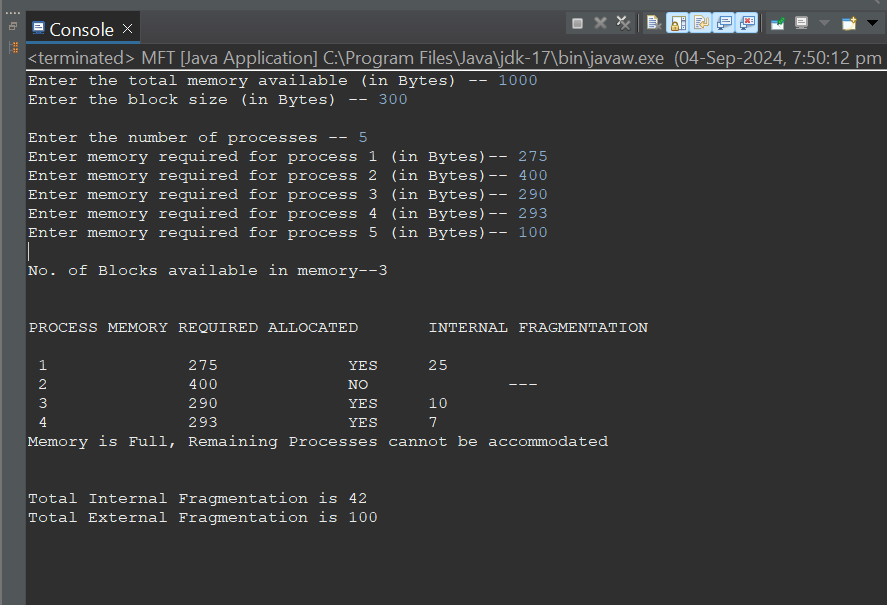 Console
<terminated> MFT [Java Application] C:\Program Files\Java\jdk-17\bin\javaw.exe (04-Sep-2024, 7:50:12 pm
Enter the total memory available (in Bytes) -- 1000
Enter the block size (in Bytes) -- 300
Enter the number of processes -- 5
Enter memory required for process 1 (in Bytes)-- 275
Enter memory required for process 2 (in Bytes)-- 400
Enter memory required for process 3 (in Bytes)-- 290
Enter memory required for process 4 (in Bytes)-- 293
Enter memory required for process 5 (in Bytes)-- 100
No. of Blocks available in memory--3
PROCESS MEMORY REQUIRED ALLOCATED INTERNAL FRAGMENTATION
1 275 YES 25
2 400 NO ---
3 290 YES 10
4 293 YES 7
Memory is Full, Remaining Processes cannot be accommodated
Total Internal Fragmentation is 42
Total External Fragmentation is 100